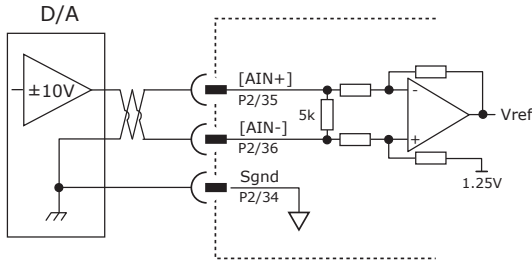 D/A
±10V
[AIN+]
P2/35
5k
[AIN-]
P2/36
Sgnd
P2/34
-
+
Vref
1.25V